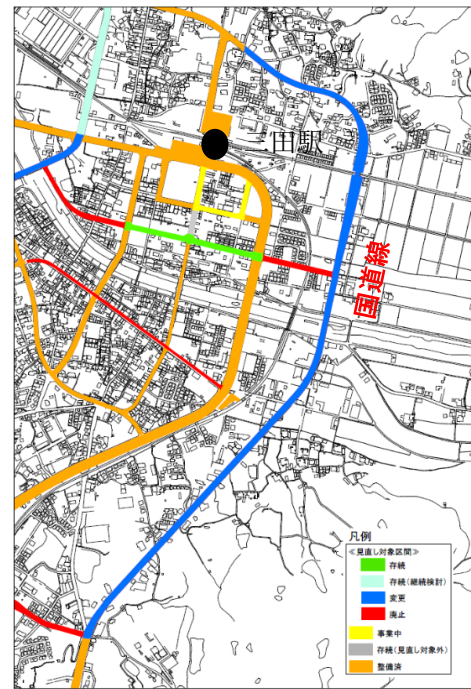 三田駅
国道線
凡例
≪見直し対象区間≫
存続
存続(継続検討)
変更
廃止
事業中
存続(見直し対象外)
整備済